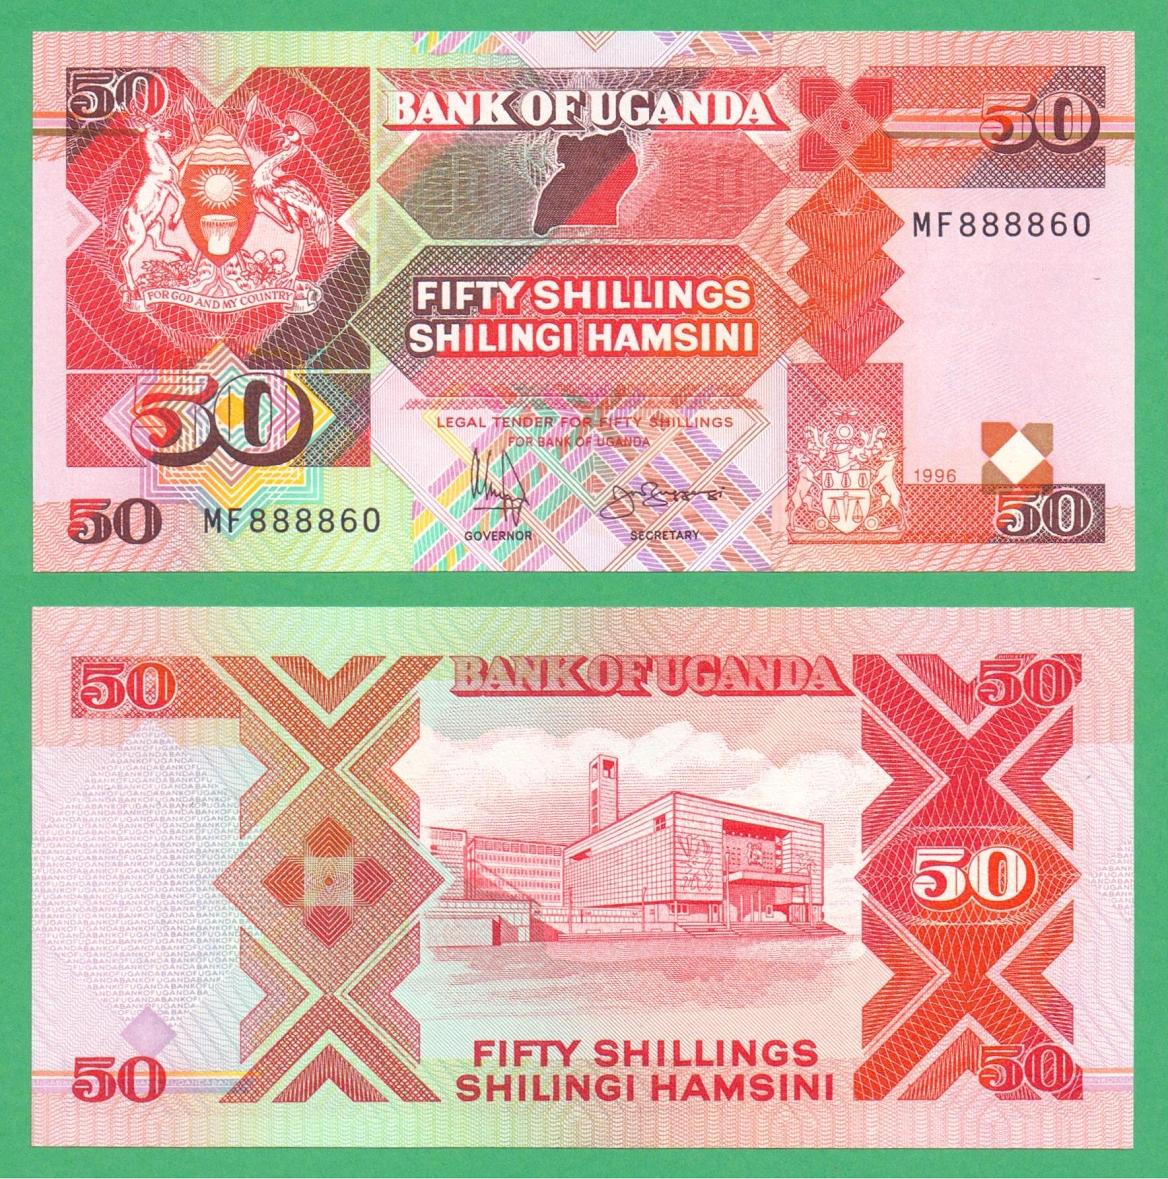 50
BANK OF UGANDA
50
MF888860
FOR GOD AND MY COUNTRY
FIFTY SHILLINGS
SHILINGI HAMSINI
50
LEGAL TENDER FOR FIFTY SHILLINGS
FOR BANK OF UGANDA
1996
50
MF888860
GOVERNOR
SECRETARY
50
50
BANK OF UGANDA
50
50
50
FIFTY SHILLINGS
SHILINGI HAMSINI
50